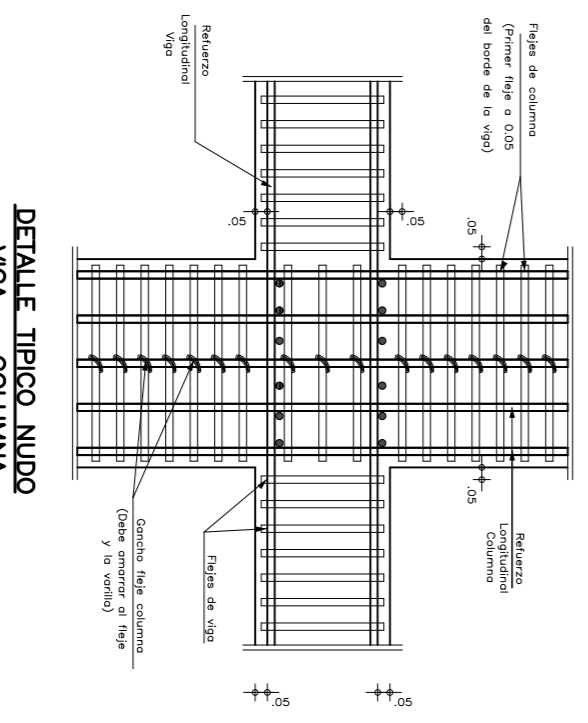 Flejes de columna
(Primer fleje a 0.05
del borde de la viga)
Refuerzo
Longitudinal
Viga
.05
.05
.05
.05
Refuerzo
Longitudinal
Columna
Flejes de viga
Gancho fleje columna
(Debe amarrar al fleje
y la varilla)
.05
.05
DETALLE TIPICO NUDO
VIGA COLUMNA